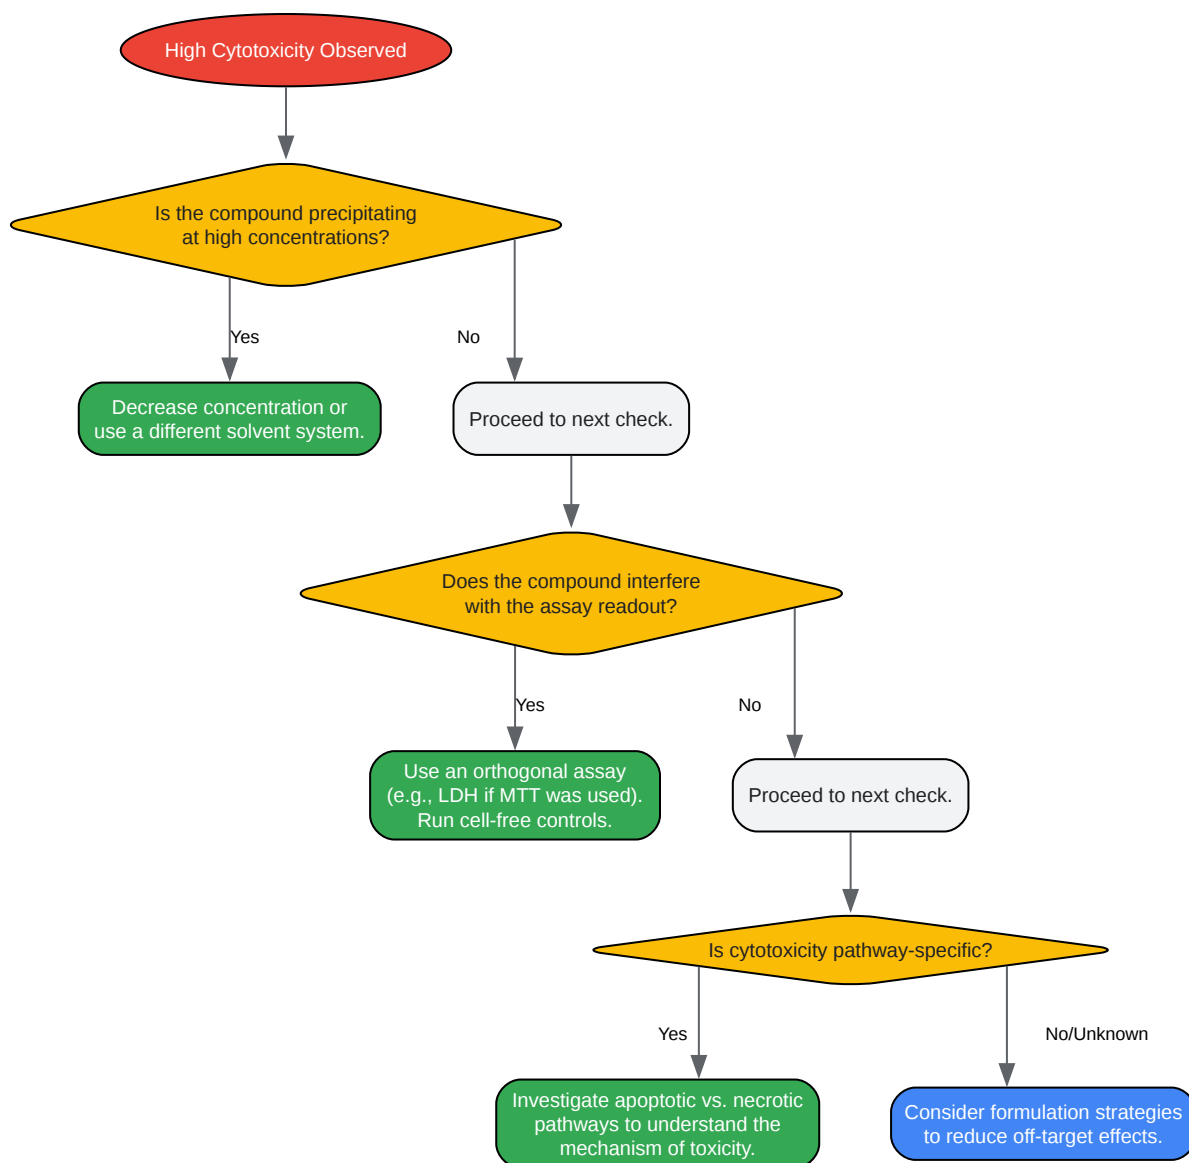 High Cytotoxicity Observed
Is the compound precipitating
at high concentrations?
Yes
No
Decrease concentration or
use a different solvent system.
Proceed to next check.
Does the compound interfere
with the assay readout?
Yes
No
Use an orthogonal assay
(e.g., LDH if MTT was used).
Run cell-free controls.
Proceed to next check.
Is cytotoxicity pathway-specific?
Yes
No/Unknown
Investigate apoptotic vs. necrotic
pathways to understand the
mechanism of toxicity.
Consider formulation strategies
to reduce off-target effects.